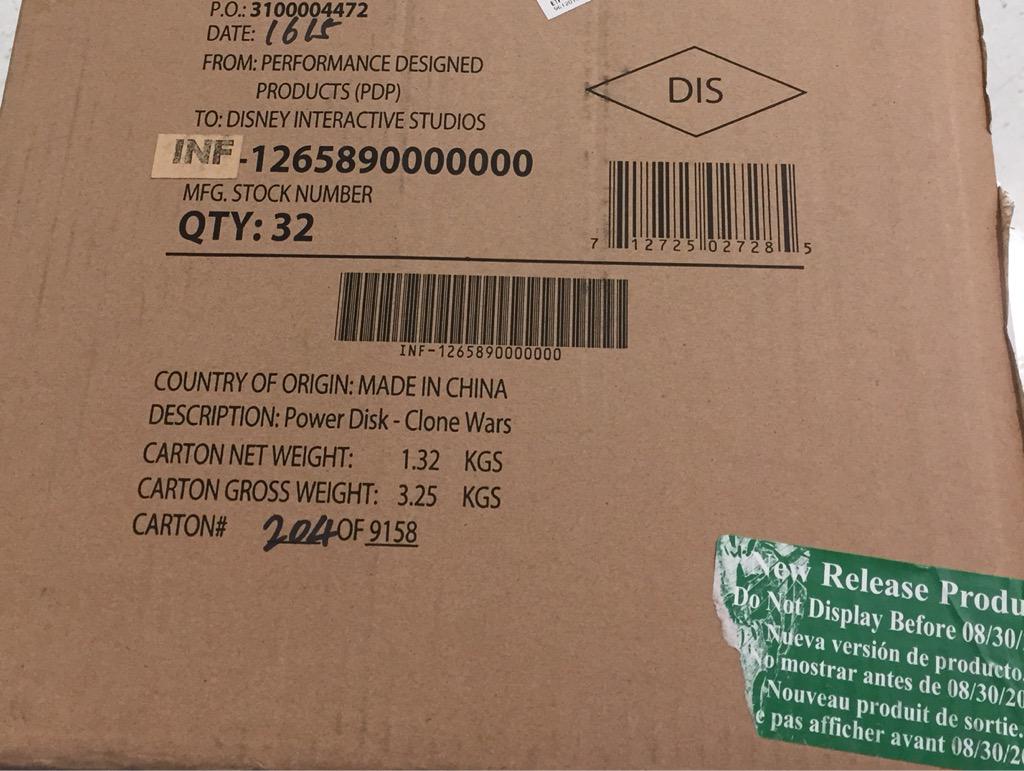 P.O.: 3100004472
DATE: 1615
FROM: PERFORMANCE DESIGNED
PRODUCTS (PDP)
TO: DISNEY INTERACTIVE STUDIOS
DIS
INF-1265890000000
MFG. STOCK NUMBER
QTY: 32
7 12725 02728 5
INF-1265890000000
COUNTRY OF ORIGIN: MADE IN CHINA
DESCRIPTION: Power Disk - Clone Wars
CARTON NET WEIGHT: 1.32 KGS
CARTON GROSS WEIGHT: 3.25 KGS
CARTON# 204 OF 9158
New Release Produ
Do Not Display Before 08/30/
Nueva versión de producto.
No mostrar antes de 08/30/20
Nouveau produit de sortie.
e pas afficher avant 08/30/20